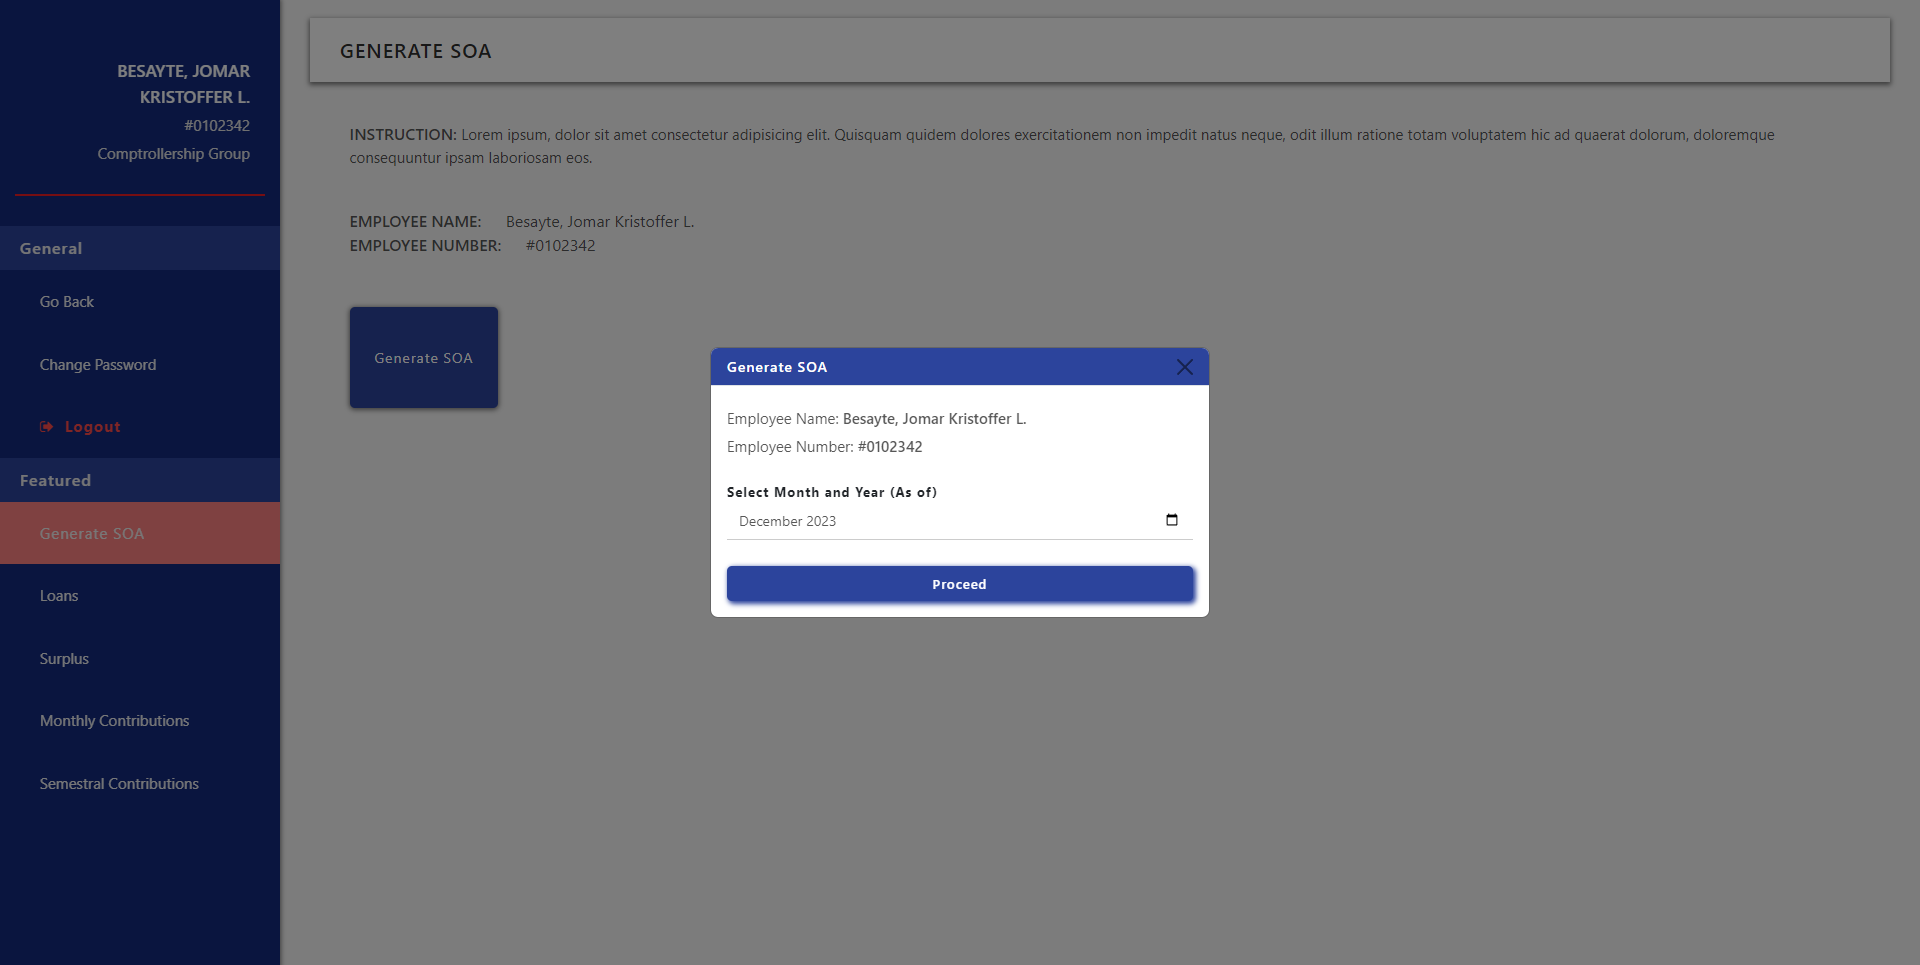 BESAYTE, JOMAR
KRISTOFFER L.
#0102342
Comptrollership Group
General
Go Back
Change Password
Logout
Featured
Generate SOA
Loans
Surplus
Monthly Contributions
Semestral Contributions
GENERATE SOA
INSTRUCTION: Lorem ipsum, dolor sit amet consectetur adipisicing elit. Quisquam quidem dolores exercitationem non impedit natus neque, odit illum ratione totam voluptatem hic ad quaerat dolorum, doloremque
consequuntur ipsam laboriosam eos.
EMPLOYEE NAME: Besayte, Jomar Kristoffer L.
EMPLOYEE NUMBER: #0102342
Generate SOA
Generate SOA
Employee Name: Besayte, Jomar Kristoffer L.
Employee Number: #0102342
Select Month and Year (As of)
December 2023
Proceed